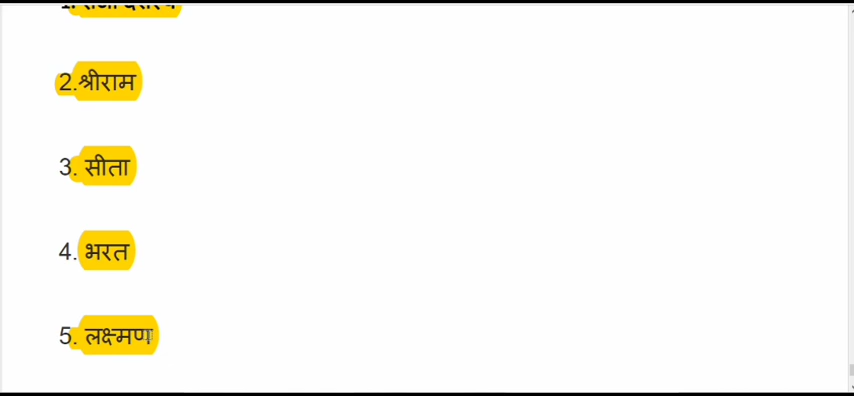 2.श्रीराम
3. सीता
4. भरत
5. लक्ष्मण